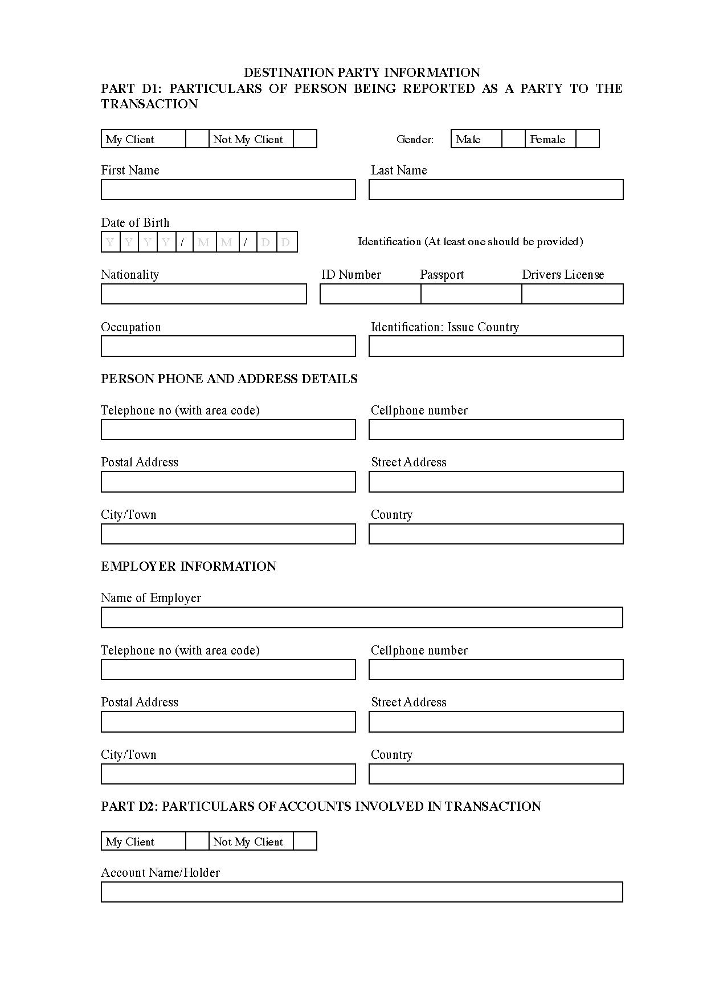 DESTINATION PARTY INFORMATION
PART D1: PARTICULARS OF PERSON BEING REPORTED AS A PARTY TO THE
TRANSACTION
My Client Not My Client Gender: Male Female
First Name Last Name
Date of Birth
Y Y Y Y / M M / D D Identification (At least one should be provided)
Nationality ID Number Passport Drivers License
Occupation Identification: Issue Country
PERSON PHONE AND ADDRESS DETAILS
Telephone no (with area code) Cellphone number
Postal Address Street Address
City/Town Country
EMPLOYER INFORMATION
Name of Employer
Telephone no (with area code) Cellphone number
Postal Address Street Address
City/Town Country
PART D2: PARTICULARS OF ACCOUNTS INVOLVED IN TRANSACTION
My Client Not My Client
Account Name/Holder